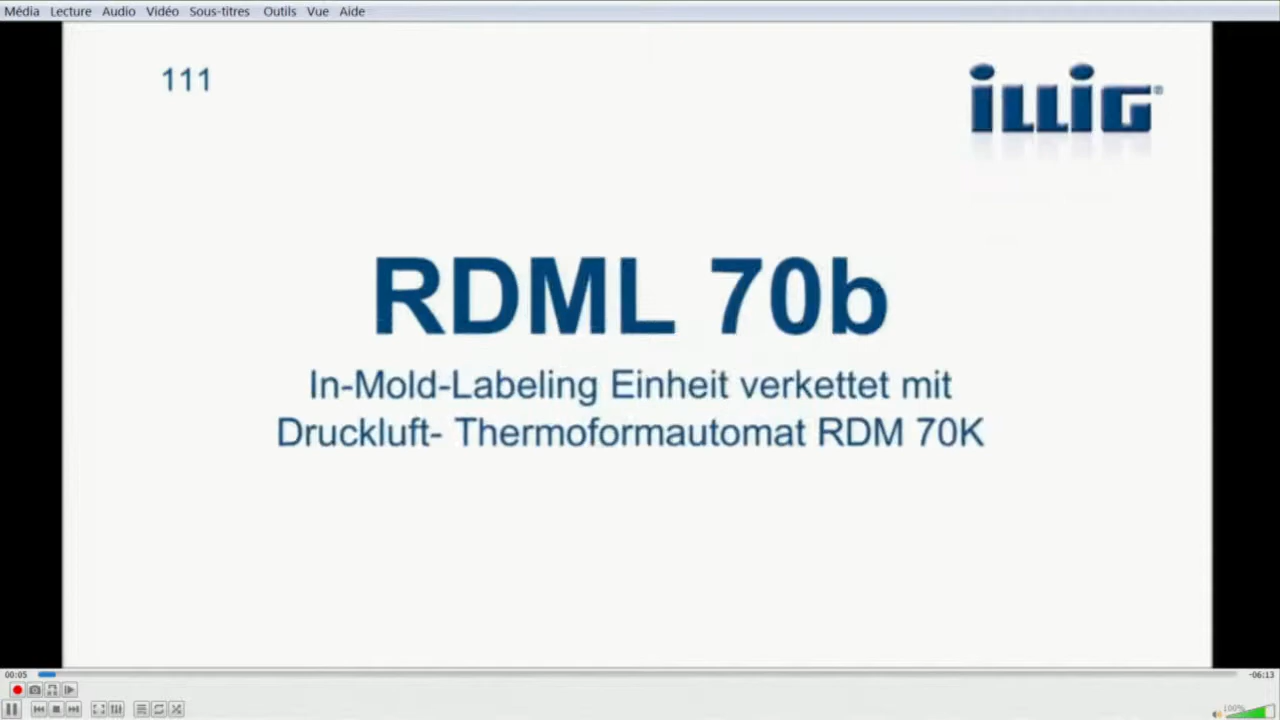 Média Lecture Audio Vidéo Sous-titres Outils Vue Aide
111
ILLIG®
RDML 70b
In-Mold-Labeling Einheit verkettet mit
Druckluft- Thermoformautomat RDM 70K
00:05
-06:13
100%